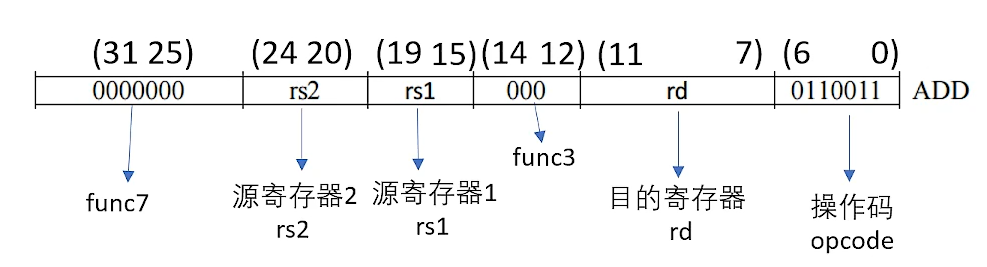 (31 25) (24 20) (19 15) (14 12) (11 7) (6 0)
0000000 rs2 rs1 000 rd 0110011 ADD
func7 源寄存器2 源寄存器1 func3 目的寄存器 操作码
rs2 rs1 rd opcode